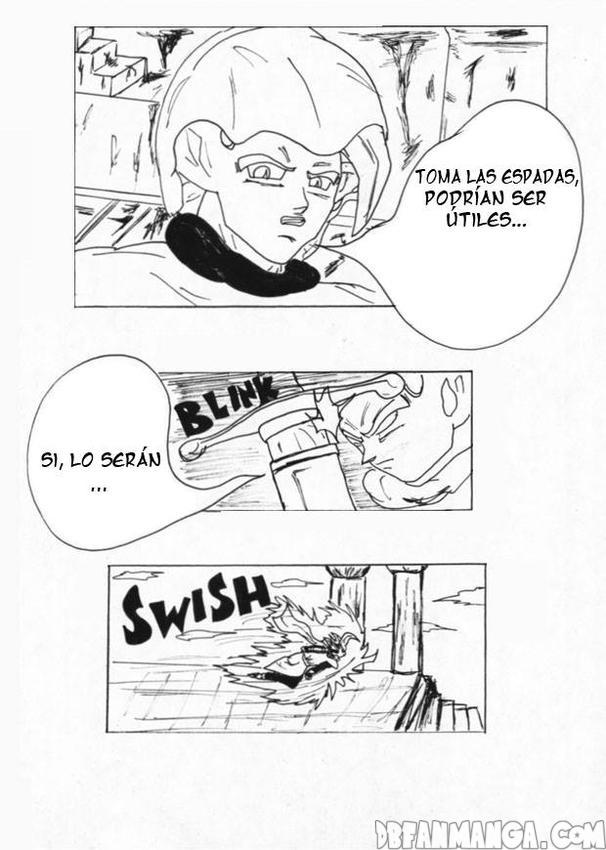 TOMA LAS ESPADAS,
PODRÍAN SER
ÚTILES...
BLINK
SI, LO SERÁN
...
SWISH
DBFANMANGA.COM